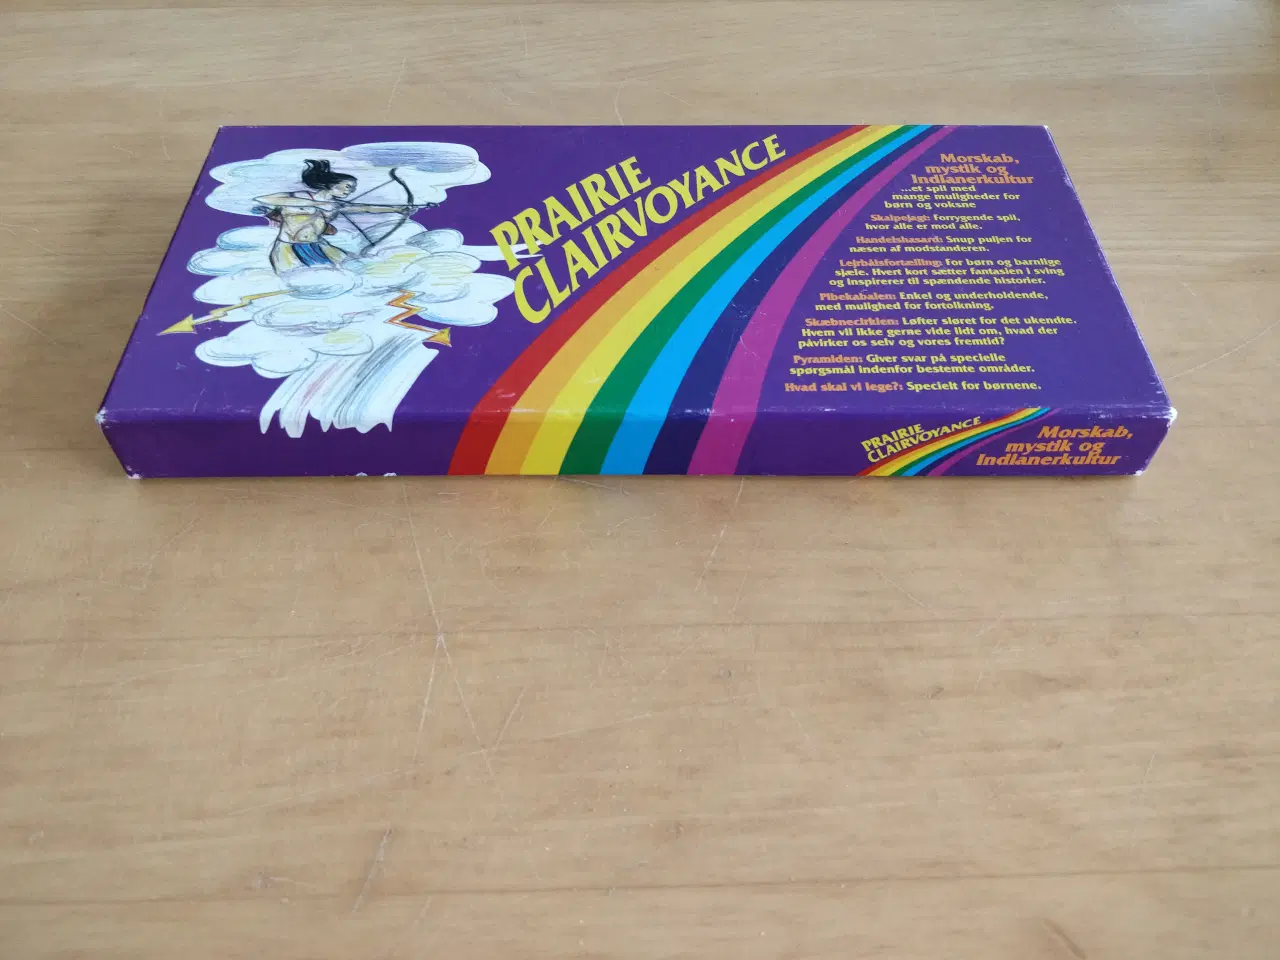 PRAIRIE
CLAIRVOYANCE
Morskab,
mystik og
Indianerkultur
...et spil med
mange muligheder for
børn og voksne
Skalpejagt: Forrygende spil,
hvor alle er mod alle.
Handelshasard: Snup puljen for
næsen af modstanderen.
Lejrbålsfortælling: For børn og barnlige
sjæle. Hvert kort sætter fantasien i sving
og inspirerer til spændende historier.
Pibekabalen: Enkel og underholdende,
med mulighed for fortolkning.
Skæbnecirklen: Løfter sløret for det ukendte.
Hvem vil ikke gerne vide lidt om, hvad der
påvirker os selv og vores fremtid?
Pyramiden: Giver svar på specielle
spørgsmål indenfor bestemte områder.
Hvad skal vi lege?: Specielt for børnene.
PRAIRIE
CLAIRVOYANCE
Morskab,
mystik og
Indianerkultur